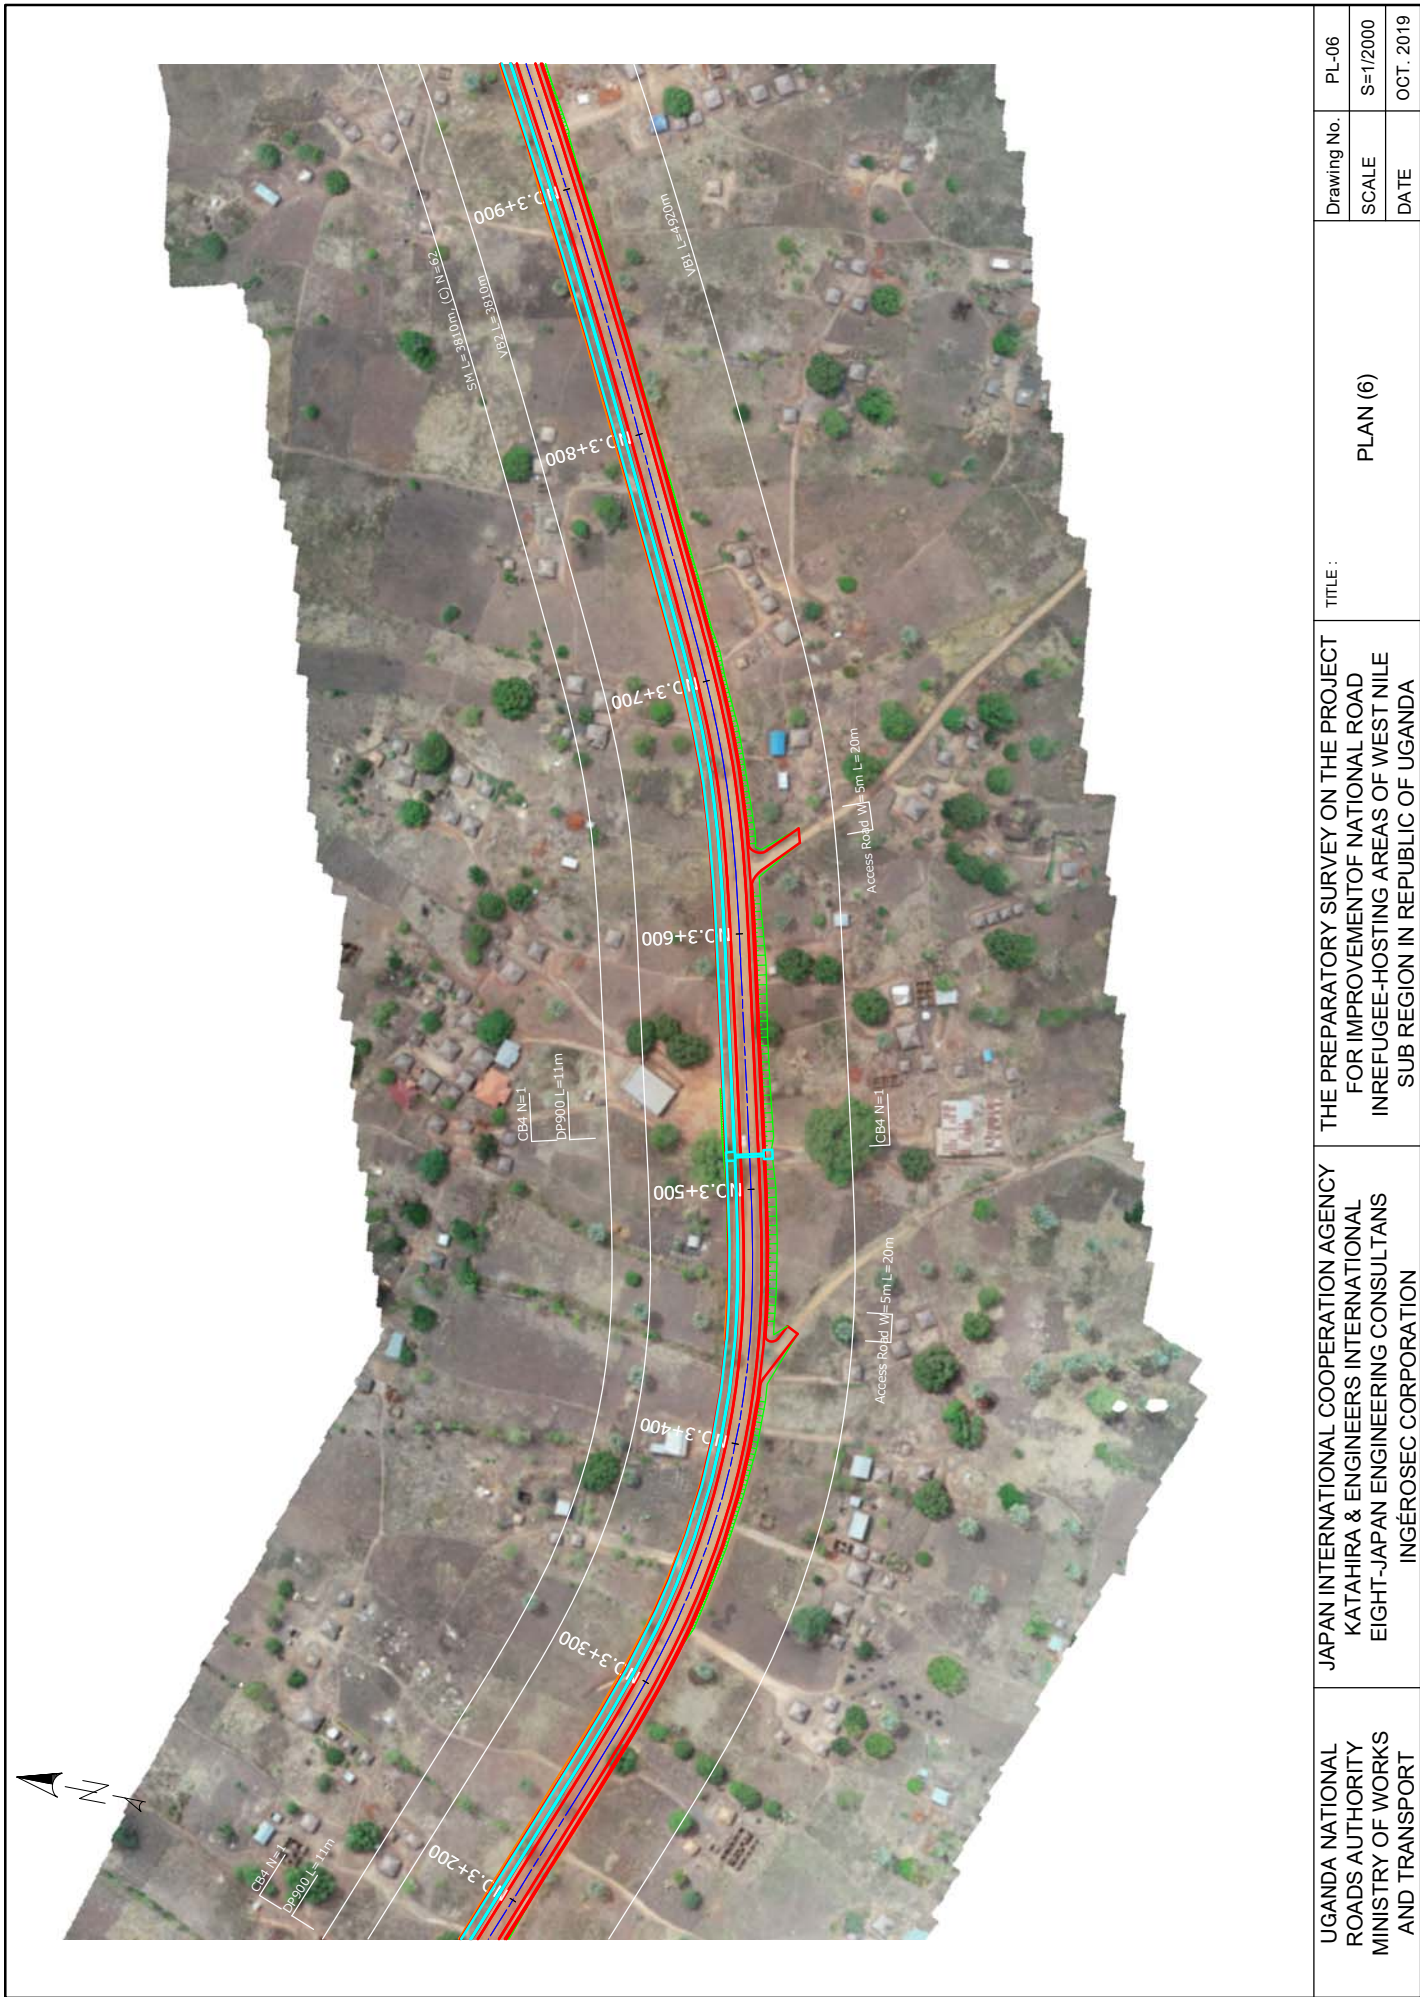 SM L=3810m, (C) N=62
VB2 L=3810m
VB1 L=4920m
NO.3+900
NO.3+800
NO.3+700
NO.3+600
NO.3+500
NO.3+400
NO.3+300
NO.3+200
Access Road W=5m L=20m
CB4 N=1
DP900 L=11m
CB4 N=1
Access Road W=5m L=20m
CB4 N=1
DP900 L=11m
N
UGANDA NATIONAL
ROADS AUTHORITY
MINISTRY OF WORKS
AND TRANSPORT
JAPAN INTERNATIONAL COOPERATION AGENCY
KATAHIRA & ENGINEERS INTERNATIONAL
EIGHT-JAPAN ENGINEERING CONSULTANS
INGÉROSEC CORPORATION
THE PREPARATORY SURVEY ON THE PROJECT
FOR IMPROVEMENTOF NATIONAL ROAD
INREFUGEE-HOSTING AREAS OF WEST NILE
SUB REGION IN REPUBLIC OF UGANDA
TITLE :
PLAN (6)
Drawing No. PL-06
SCALE S=1/2000
DATE OCT. 2019